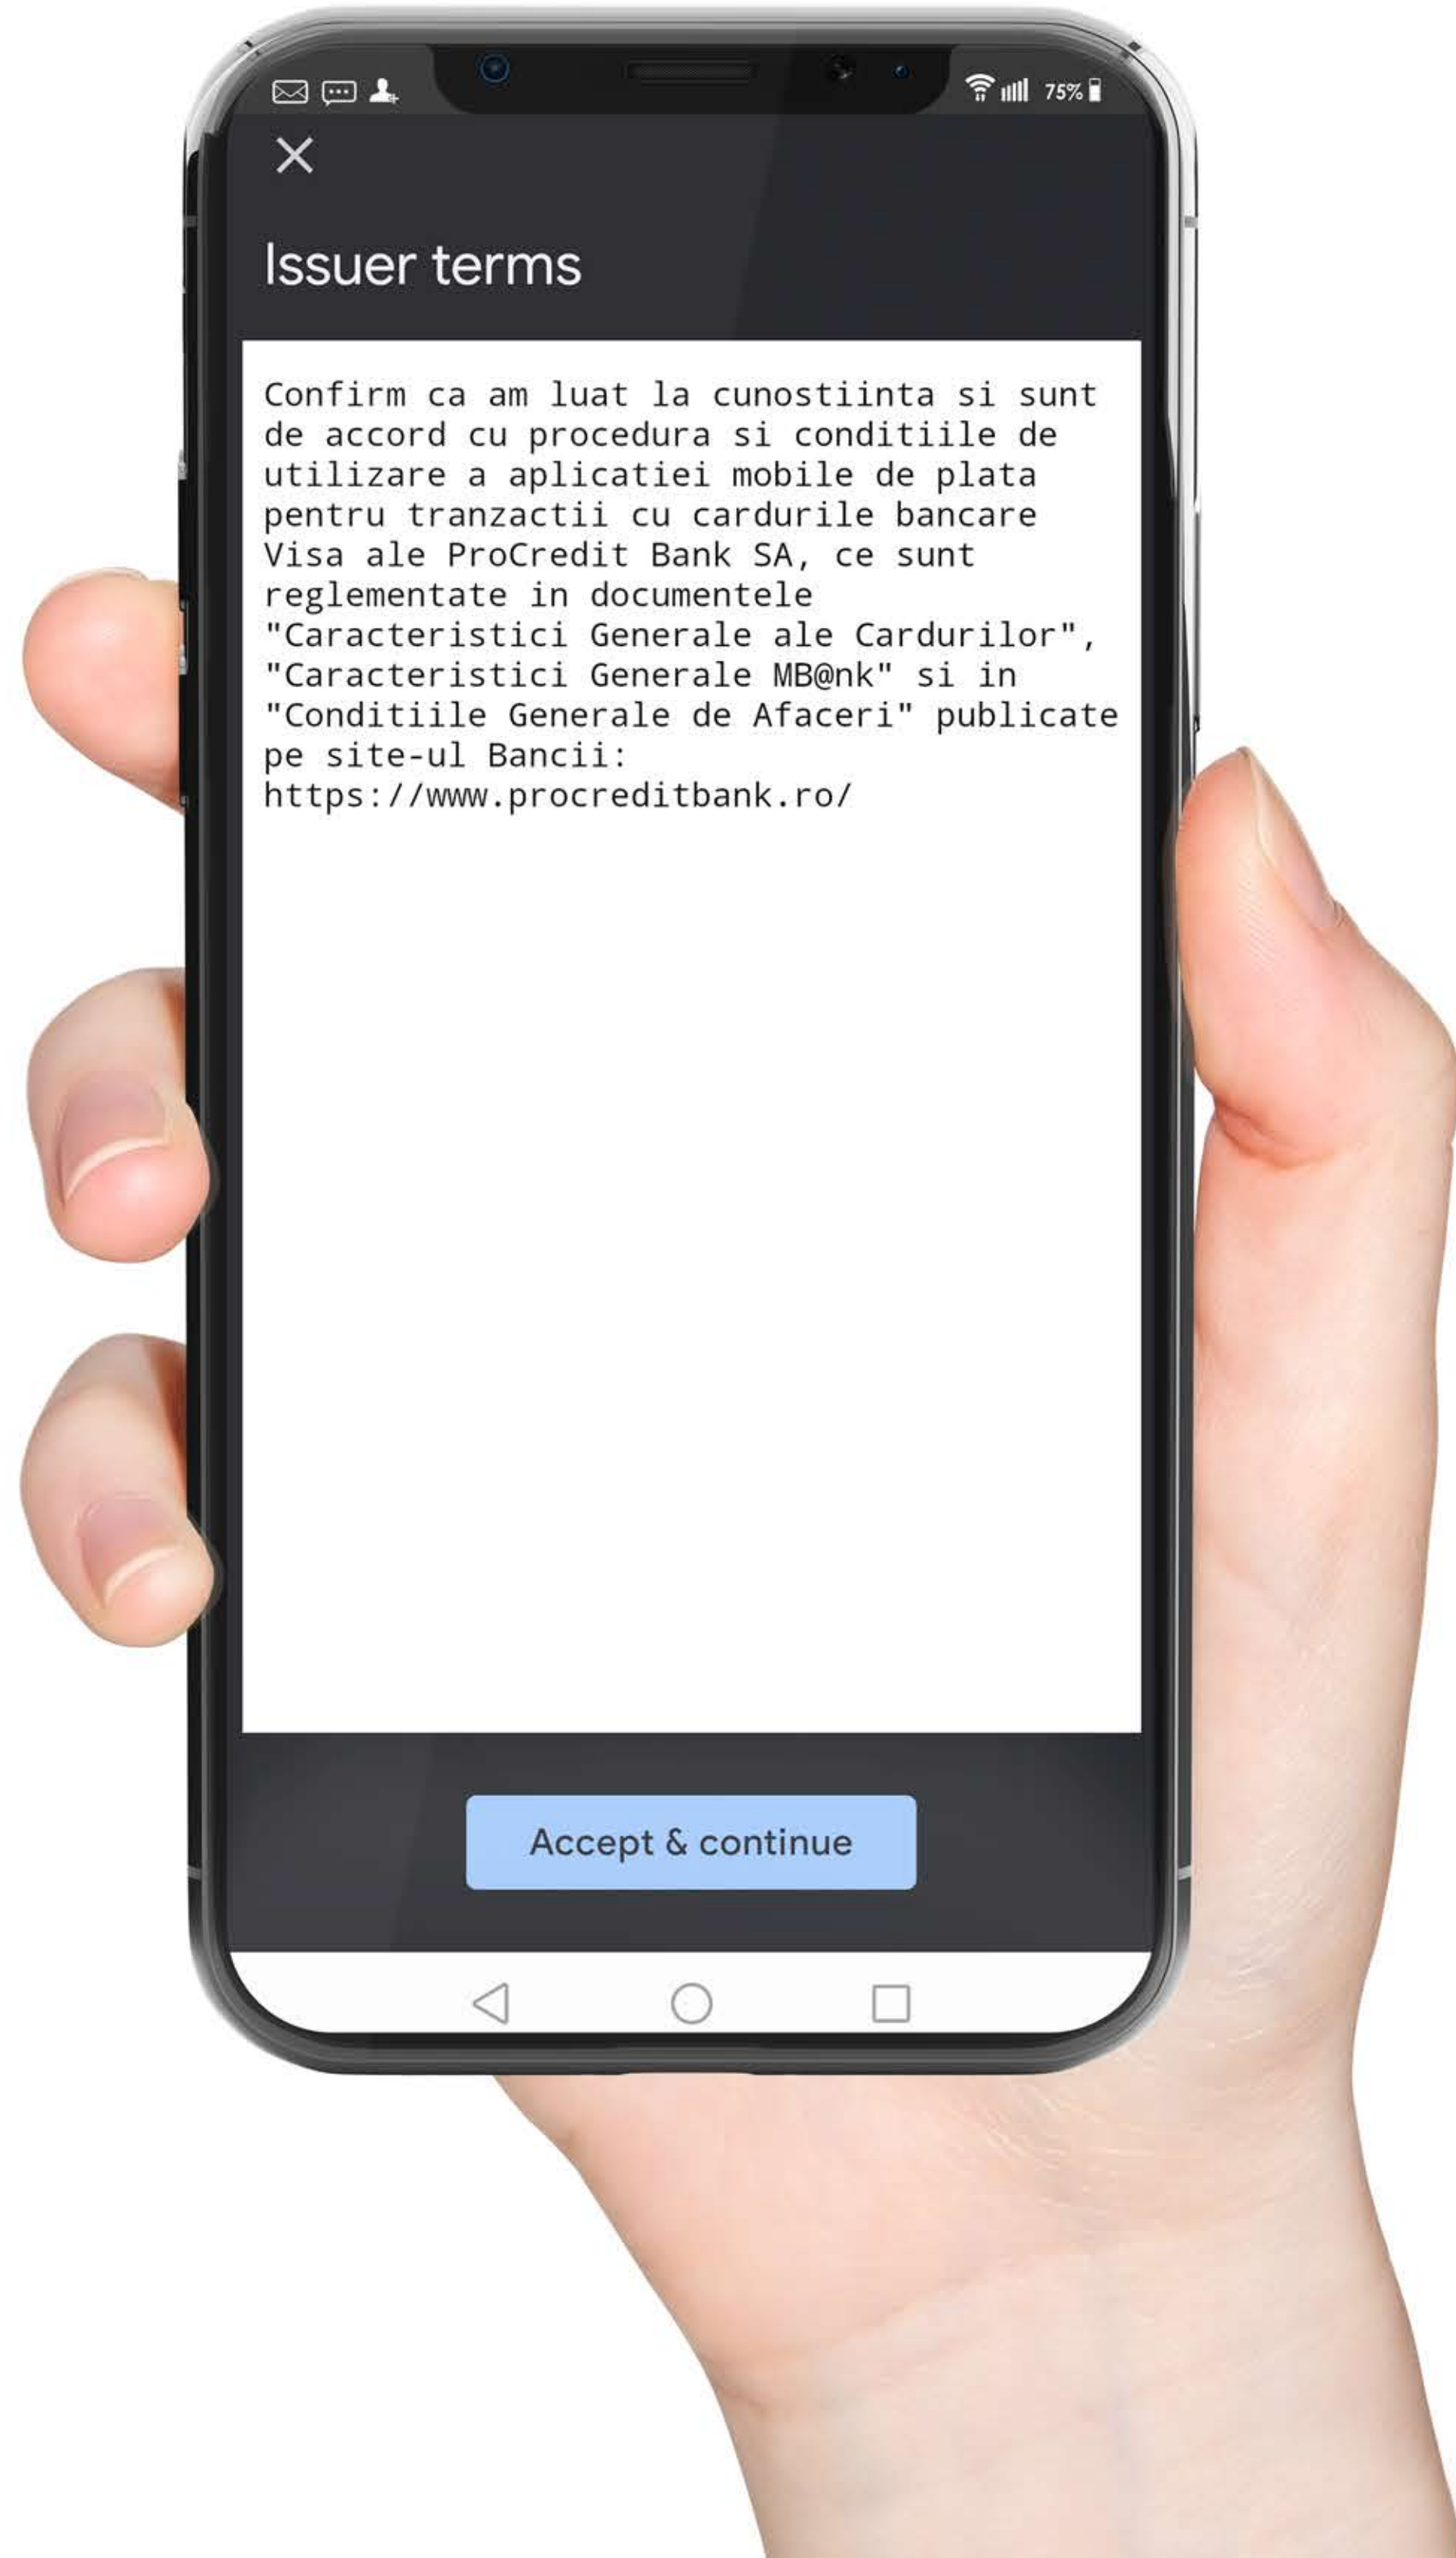 75%
Issuer terms
Confirm ca am luat la cunostiinta si sunt
de accord cu procedura si conditiile de
utilizare a aplicatiei mobile de plata
pentru tranzactii cu cardurile bancare
Visa ale ProCredit Bank SA, ce sunt
reglementate in documentele
"Caracteristici Generale ale Cardurilor",
"Caracteristici Generale MB@nk" si in
"Conditiile Generale de Afaceri" publicate
pe site-ul Bancii:
https://www.procreditbank.ro/
Accept & continue